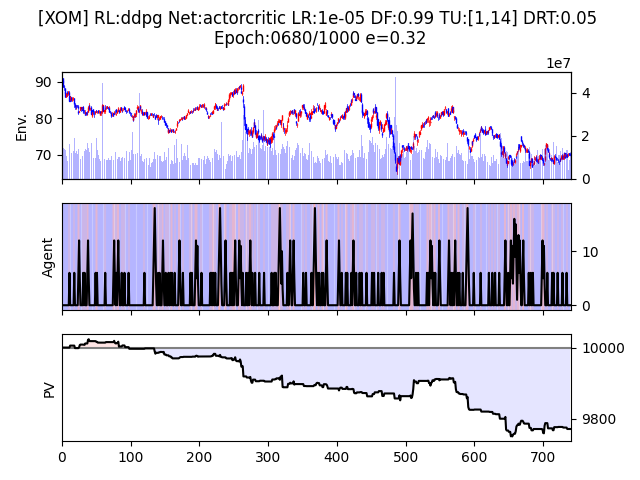 [XOM] RL:ddpg Net:actorcritic LR:1e-05 DF:0.99 TU:[1,14] DRT:0.05
Epoch:0680/1000 e=0.32
1e7
Env.
90
80
70
4
2
0
Agent
10
0
PV
10000
9800
0 100 200 300 400 500 600 700